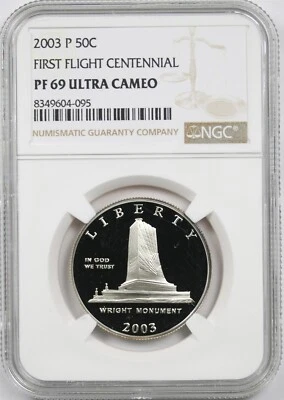 2003 P 50C
FIRST FLIGHT CENTENNIAL
PF 69 ULTRA CAMEO
8349604-095
NUMISMATIC GUARANTY COMPANY
NGC
LIBERTY
IN GOD
WE TRUST
WRIGHT MONUMENT
2003